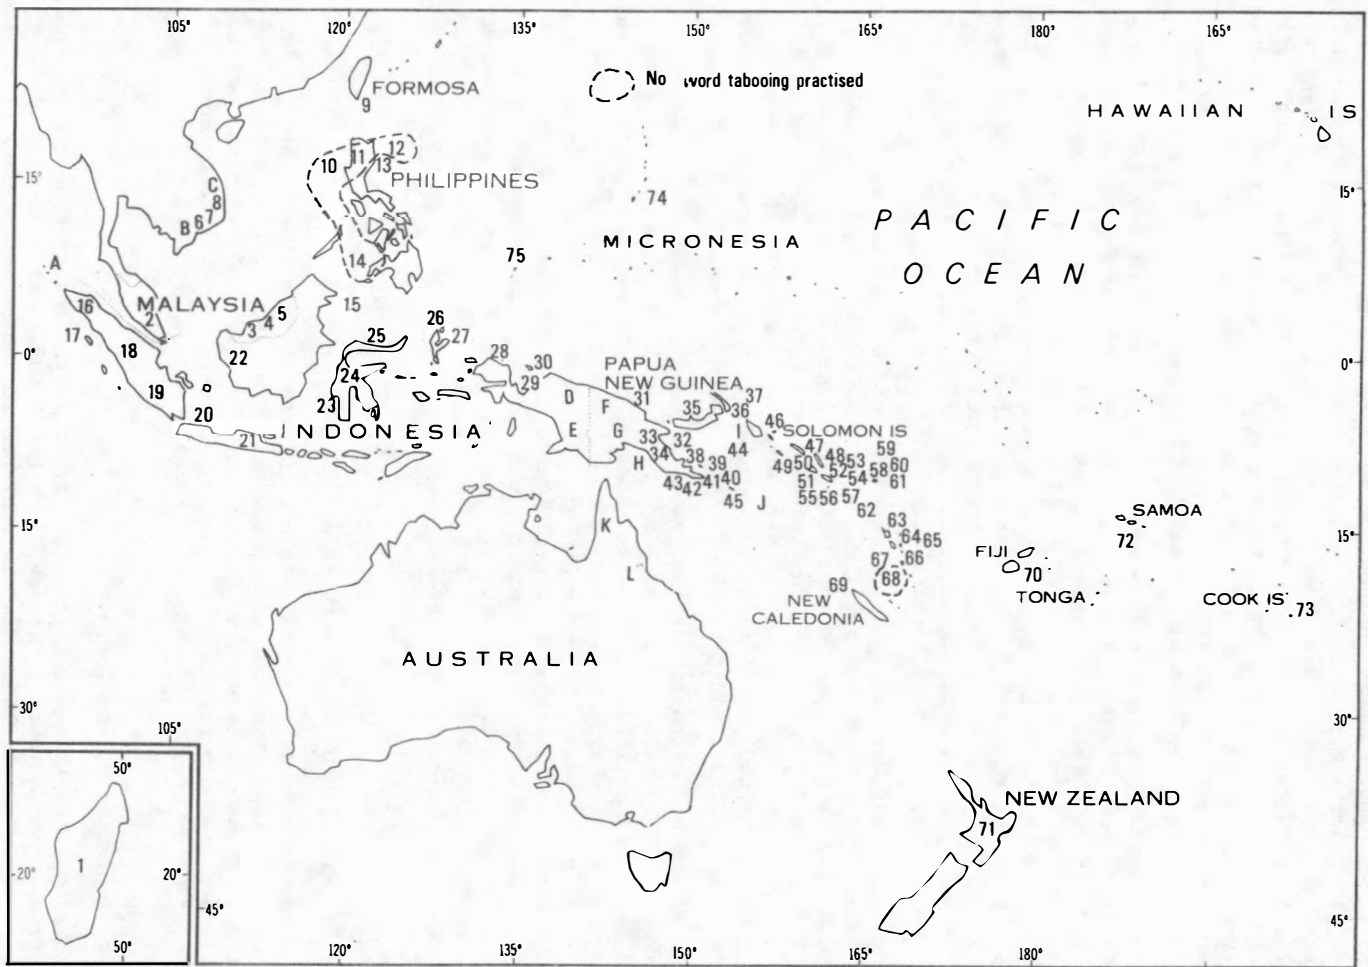 105° 120° 135° 150° 165° 180° 165°
No word tabooing practised
FORMOSA
9
HAWAIIAN IS
10 11 12 13
15° 15°
PHILIPPINES
C
8
7
6
B
74
PACIFIC
OCEAN
MICRONESIA
14
75
A
MALAYSIA
15
16
2
5
4
3
17
18
22
26
27
25
28
30
29
0° 0°
PAPUA
NEW GUINEA
24
19
23
20
D
E
F
G
H
31
35
37
36
I
46
SOLOMON IS
INDONESIA
21
33
32
34
38
44
39
47
48
59
49 50 52 53
54 58 60
61
43 42 41 40
45
J
51
55 56 57
62
15° 15°
K
L
63
64 65
66
67
68
69
NEW
CALEDONIA
SAMOA
72
FIJI
70
TONGA
COOK IS
73
AUSTRALIA
30° 30°
105°
50°
NEW ZEALAND
71
1
20° 20°
45° 45°
50°
120° 135° 150° 165° 180°